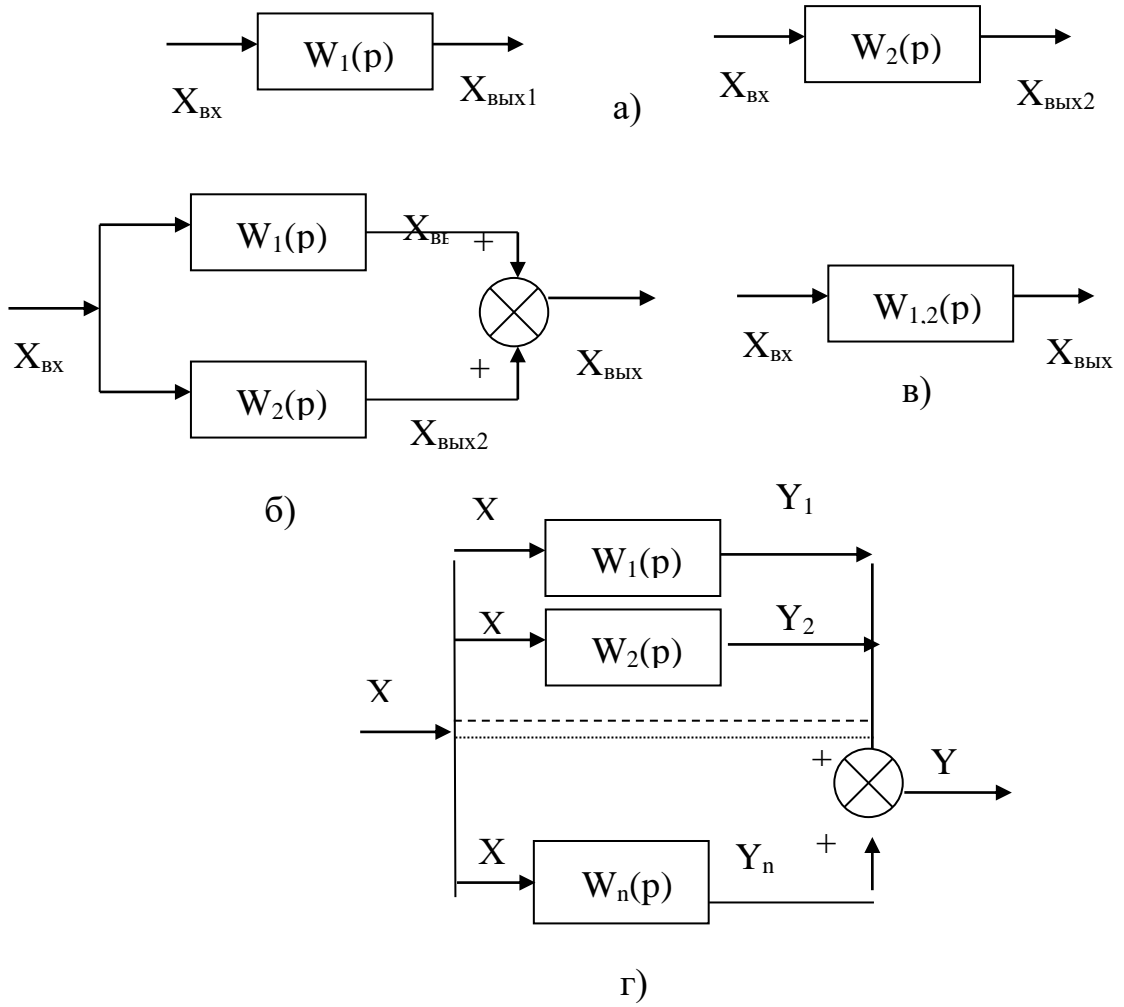 W₁(p)
Xвх
Xвых1
W₂(p)
Xвх
Xвых2
а)
W₁(p)
+
Xвх
W₂(p)
+
Xвых2
Xвых
б)
W₁,₂(p)
Xвх
Xвых
в)
X
W₁(p)
Y₁
X
W₂(p)
Y₂
X
+
Y
X
Wₙ(p)
Yₙ
+
г)